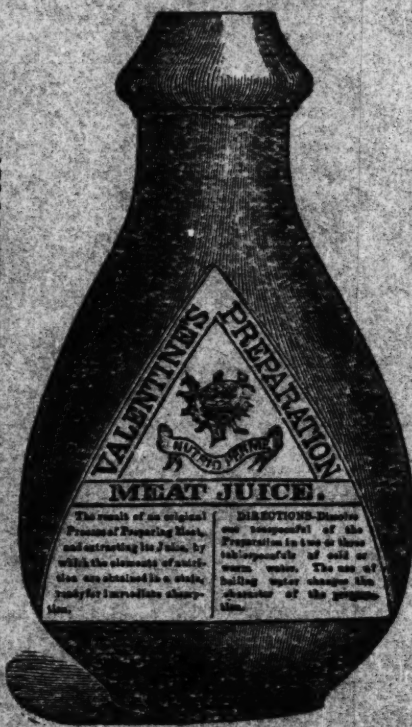 VALENTINE'S PREPARATION
MEAT JUICE.
The result of an original
Process of Preparing Meat,
and extracting its Juice, by
which the elements of nutri-
tion are obtained in a state
ready for immediate absorp-
tion.
DIRECTIONS-Dissolve
one teaspoonful of the
Preparation in two or three
tablespoonfuls of cold or
warm water. The use of
boiling water changes the
character of the prepara-
tion.